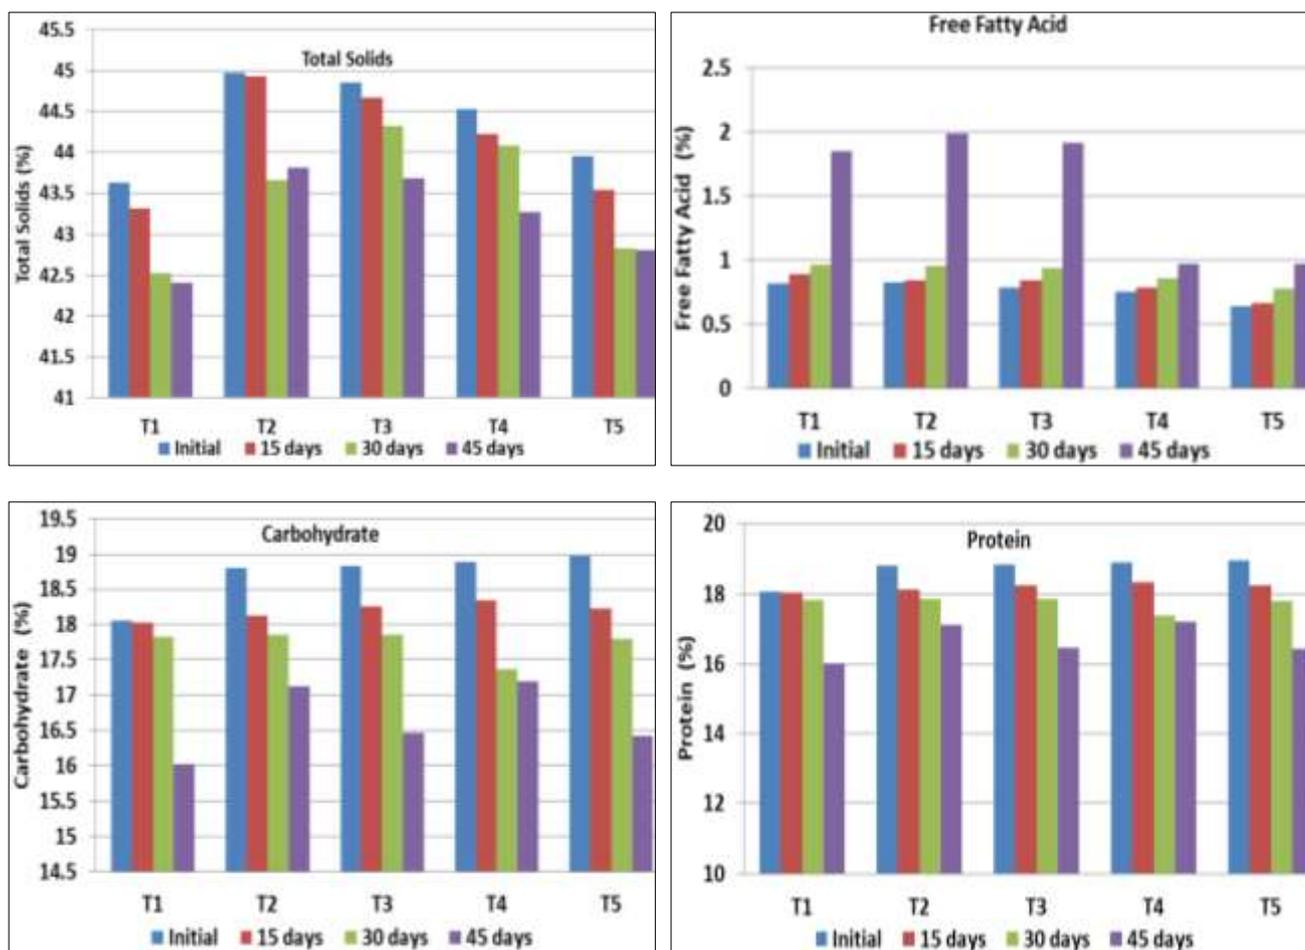 Total Solids
Total Solids (%)
45.5
45
44.5
44
43.5
43
42.5
42
41.5
41
T1 T2 T3 T4 T5
Initial 15 days 30 days 45 days
Free Fatty Acid
Free Fatty Acid (%)
2.5
2
1.5
1
0.5
0
T1 T2 T3 T4 T5
Initial 15 days 30 days 45 days
Carbohydrate
Carbohydrate (%)
19.5
19
18.5
18
17.5
17
16.5
16
15.5
15
14.5
T1 T2 T3 T4 T5
Initial 15 days 30 days 45 days
Protein
Protein (%)
20
18
16
14
12
10
T1 T2 T3 T4 T5
Initial 15 days 30 days 45 days